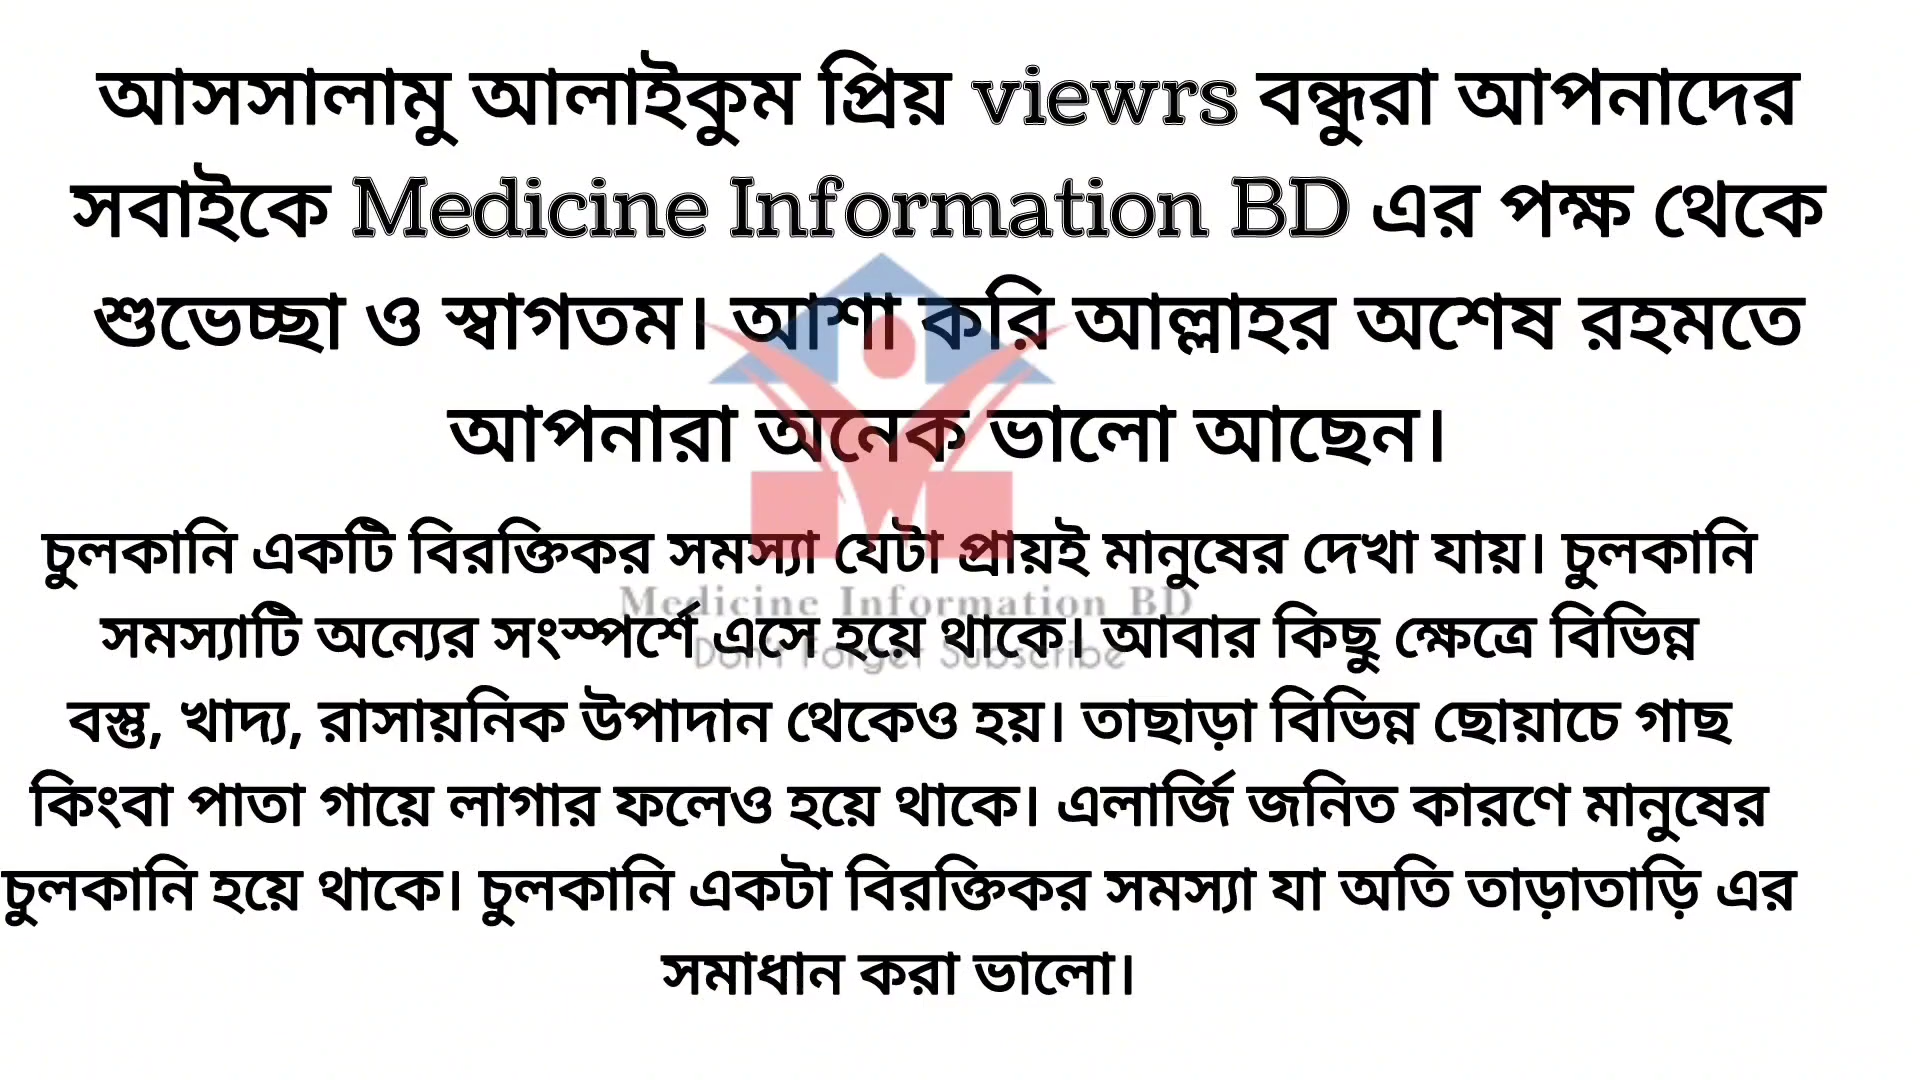 আসসালামু আলাইকুম প্রিয় viewrs বন্ধুরা আপনাদের
সবাইকে Medicine Information BD এর পক্ষ থেকে
শুভেচ্ছা ও স্বাগতম। আশা করি আল্লাহর অশেষ রহমতে
আপনারা অনেক ভালো আছেন।
চুলকানি একটি বিরক্তিকর সমস্যা যেটা প্রায়ই মানুষের দেখা যায়। চুলকানি
Medicine Information BD
সমস্যাটি অন্যের সংস্পর্শে এসে হয়ে থাকে। আবার কিছু ক্ষেত্রে বিভিন্ন
Don't Forget Subscribe
বস্তু, খাদ্য, রাসায়নিক উপাদান থেকেও হয়। তাছাড়া বিভিন্ন ছোয়াচে গাছ
কিংবা পাতা গায়ে লাগার ফলেও হয়ে থাকে। এলার্জি জনিত কারণে মানুষের
চুলকানি হয়ে থাকে। চুলকানি একটা বিরক্তিকর সমস্যা যা অতি তাড়াতাড়ি এর
সমাধান করা ভালো।